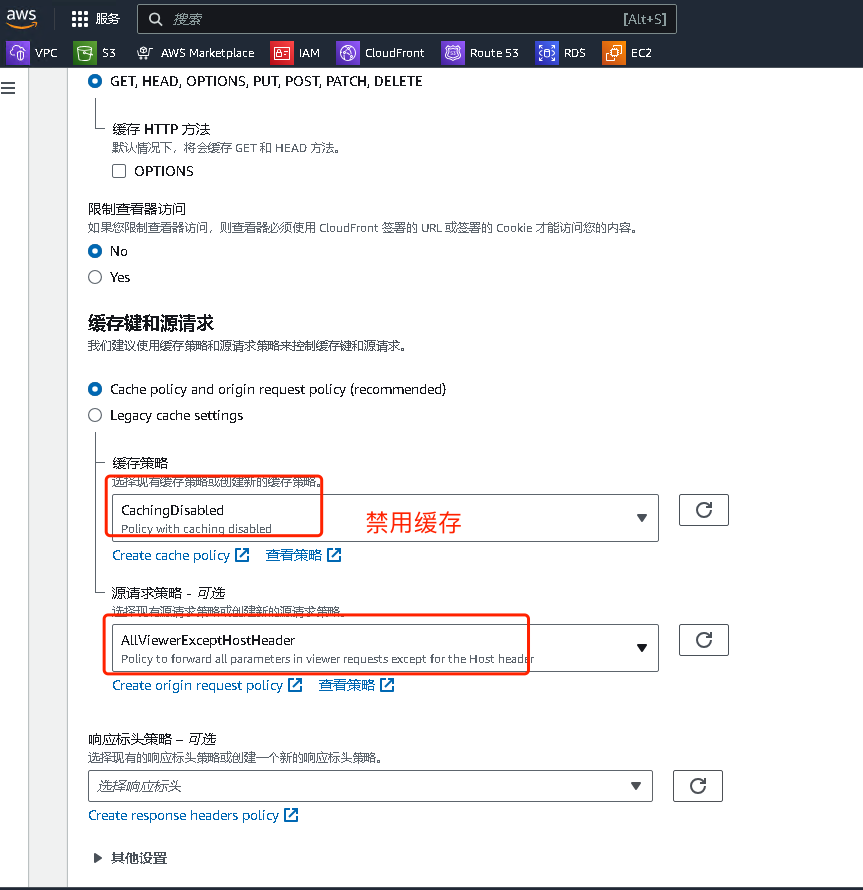 aws
服务
搜索
[Alt+S]
VPC
S3
AWS Marketplace
IAM
CloudFront
Route 53
RDS
EC2
GET, HEAD, OPTIONS, PUT, POST, PATCH, DELETE
缓存 HTTP 方法
默认情况下，将会缓存 GET 和 HEAD 方法。
OPTIONS
限制查看器访问
如果您限制查看器访问，则查看器必须使用 CloudFront 签署的 URL 或签署的 Cookie 才能访问您的内容。
No
Yes
缓存键和源请求
我们建议使用缓存策略和源请求策略来控制缓存键和源请求。
Cache policy and origin request policy (recommended)
Legacy cache settings
缓存策略
选择现有缓存策略或创建新的缓存策略。
CachingDisabled
Policy with caching disabled
禁用缓存
Create cache policy
查看策略
源请求策略 - 可选
选择现有源请求策略或创建新的源请求策略。
AllViewerExceptHostHeader
Policy to forward all parameters in viewer requests except for the Host header
Create origin request policy
查看策略
响应标头策略 – 可选
选择现有的响应标头策略或创建一个新的响应标头策略。
选择响应标头
Create response headers policy
其他设置